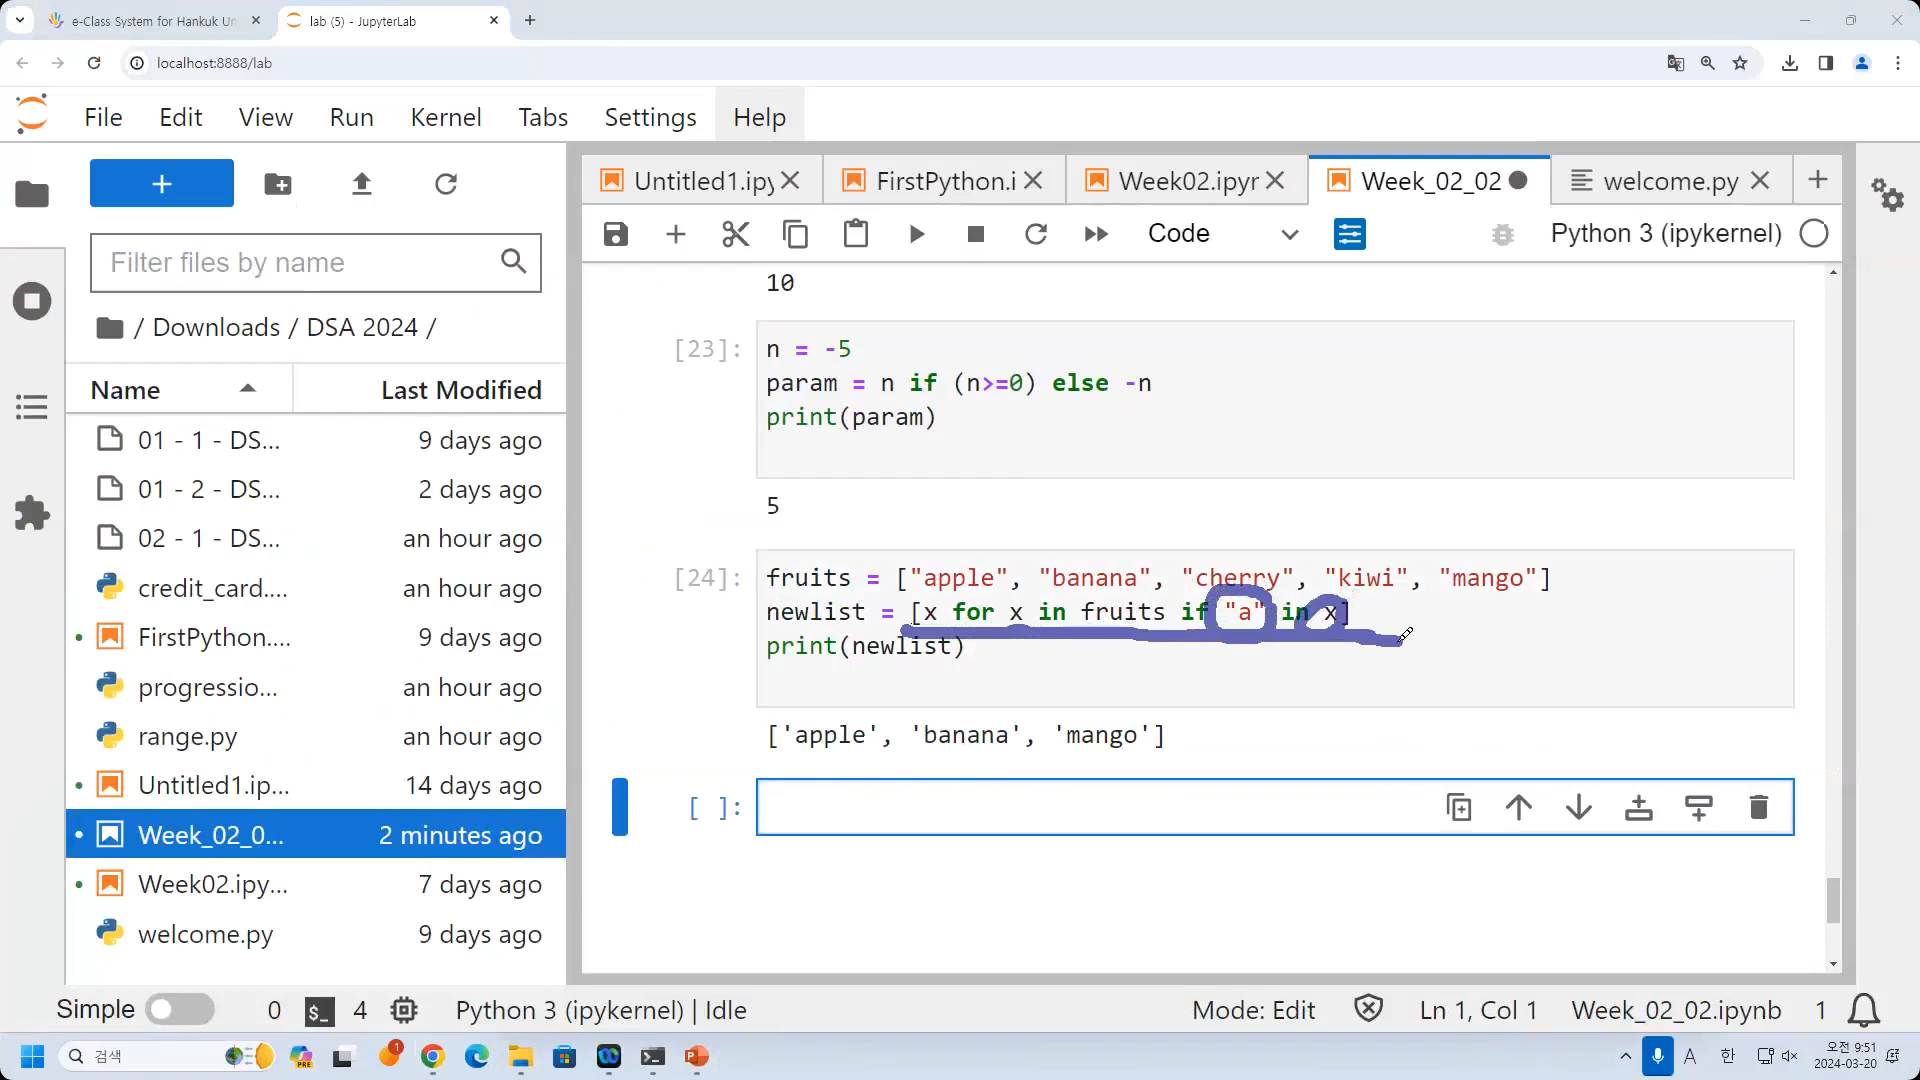 e-Class System for Hankuk Un
lab (5) - JupyterLab
localhost:8888/lab
File Edit View Run Kernel Tabs Settings Help
Untitled1.ipy
FirstPython.i
Week02.ipyr
Week_02_02
welcome.py
Code
Python 3 (ipykernel)
Filter files by name
/ Downloads / DSA 2024 /
Name Last Modified
01 - 1 - DS... 9 days ago
01 - 2 - DS... 2 days ago
02 - 1 - DS... an hour ago
credit_card.... an hour ago
FirstPython.... 9 days ago
progressio... an hour ago
range.py an hour ago
Untitled1.ip... 14 days ago
Week_02_0... 2 minutes ago
Week02.ipy... 7 days ago
welcome.py 9 days ago
10
[23]:
n = -5
param = n if (n>=0) else -n
print(param)
5
[24]:
fruits = ["apple", "banana", "cherry", "kiwi", "mango"]
newlist = [x for x in fruits if "a" in x]
print(newlist)
['apple', 'banana', 'mango']
[ ]:
Simple 0 $_ 4 Python 3 (ipykernel) | Idle Mode: Edit Ln 1, Col 1 Week_02_02.ipynb 1
검색
PRE
1
A
한
오전 9:51
2024-03-20